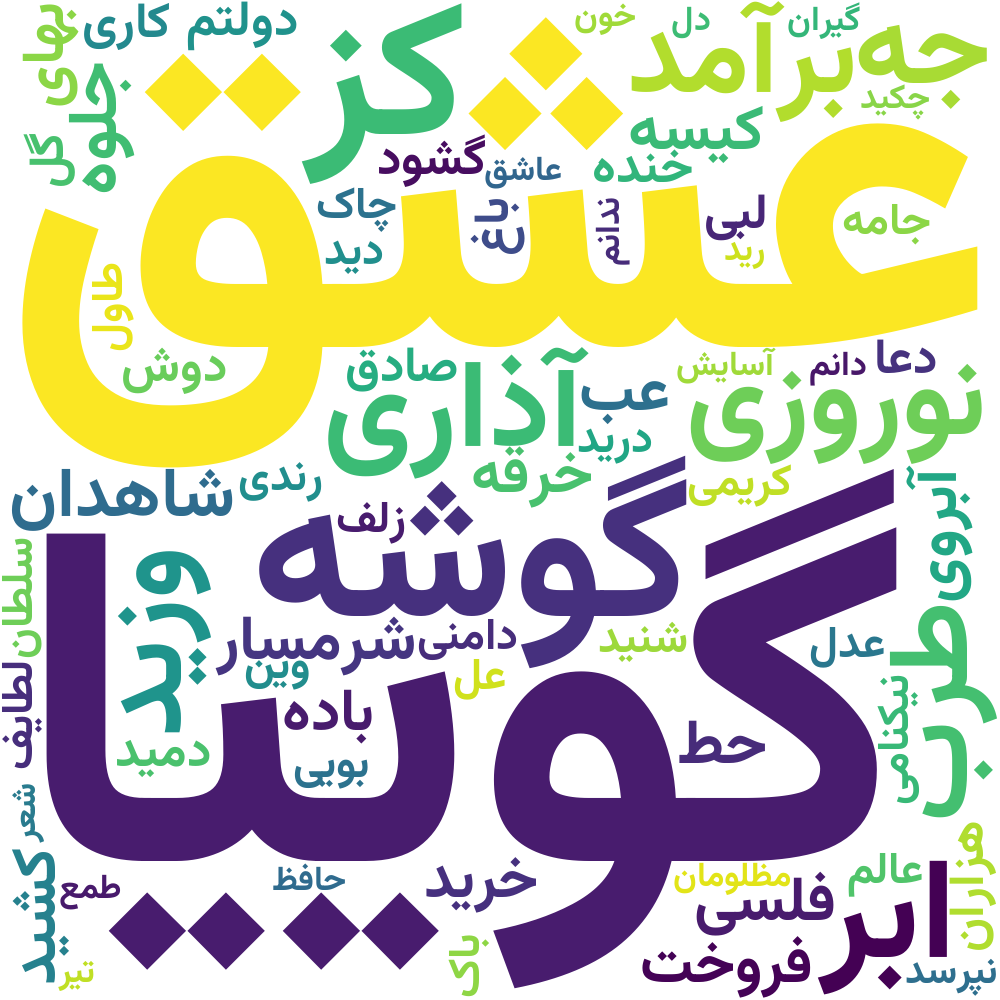 بهای
کاری
دولتم
کز
خون
دل
گیران
برآمد
جه
چکید
جلوه
گل
کیسه
خنده
گشود
عاشق
عشق
چاک
باغ
ندانم
لبی
جامه
دید
رید
طاول
دوش
صادق
آذاری
عب
آسایش
دانم
دعا
نوروزی
درید
خرقه
رندی
شاهدان
کریمی
آبروی
زلف
گوشه
گوییا
سلطان
وزید
شرمسار
دامنی
شنید
عدل
طرب
وین
عل
لطایف
باده
حط
نیکنامی
دمید
بویی
شعر
کشید
طمع
حافظ
خرید
مظلومان
عالم
هزاران
فلسی
ابر
باک
فروخت
نپرسد
تیر